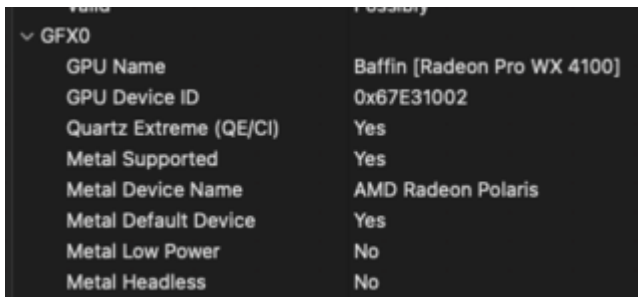 GFX0
GPU Name Baffin [Radeon Pro WX 4100]
GPU Device ID 0x67E31002
Quartz Extreme (QE/CI) Yes
Metal Supported Yes
Metal Device Name AMD Radeon Polaris
Metal Default Device Yes
Metal Low Power No
Metal Headless No